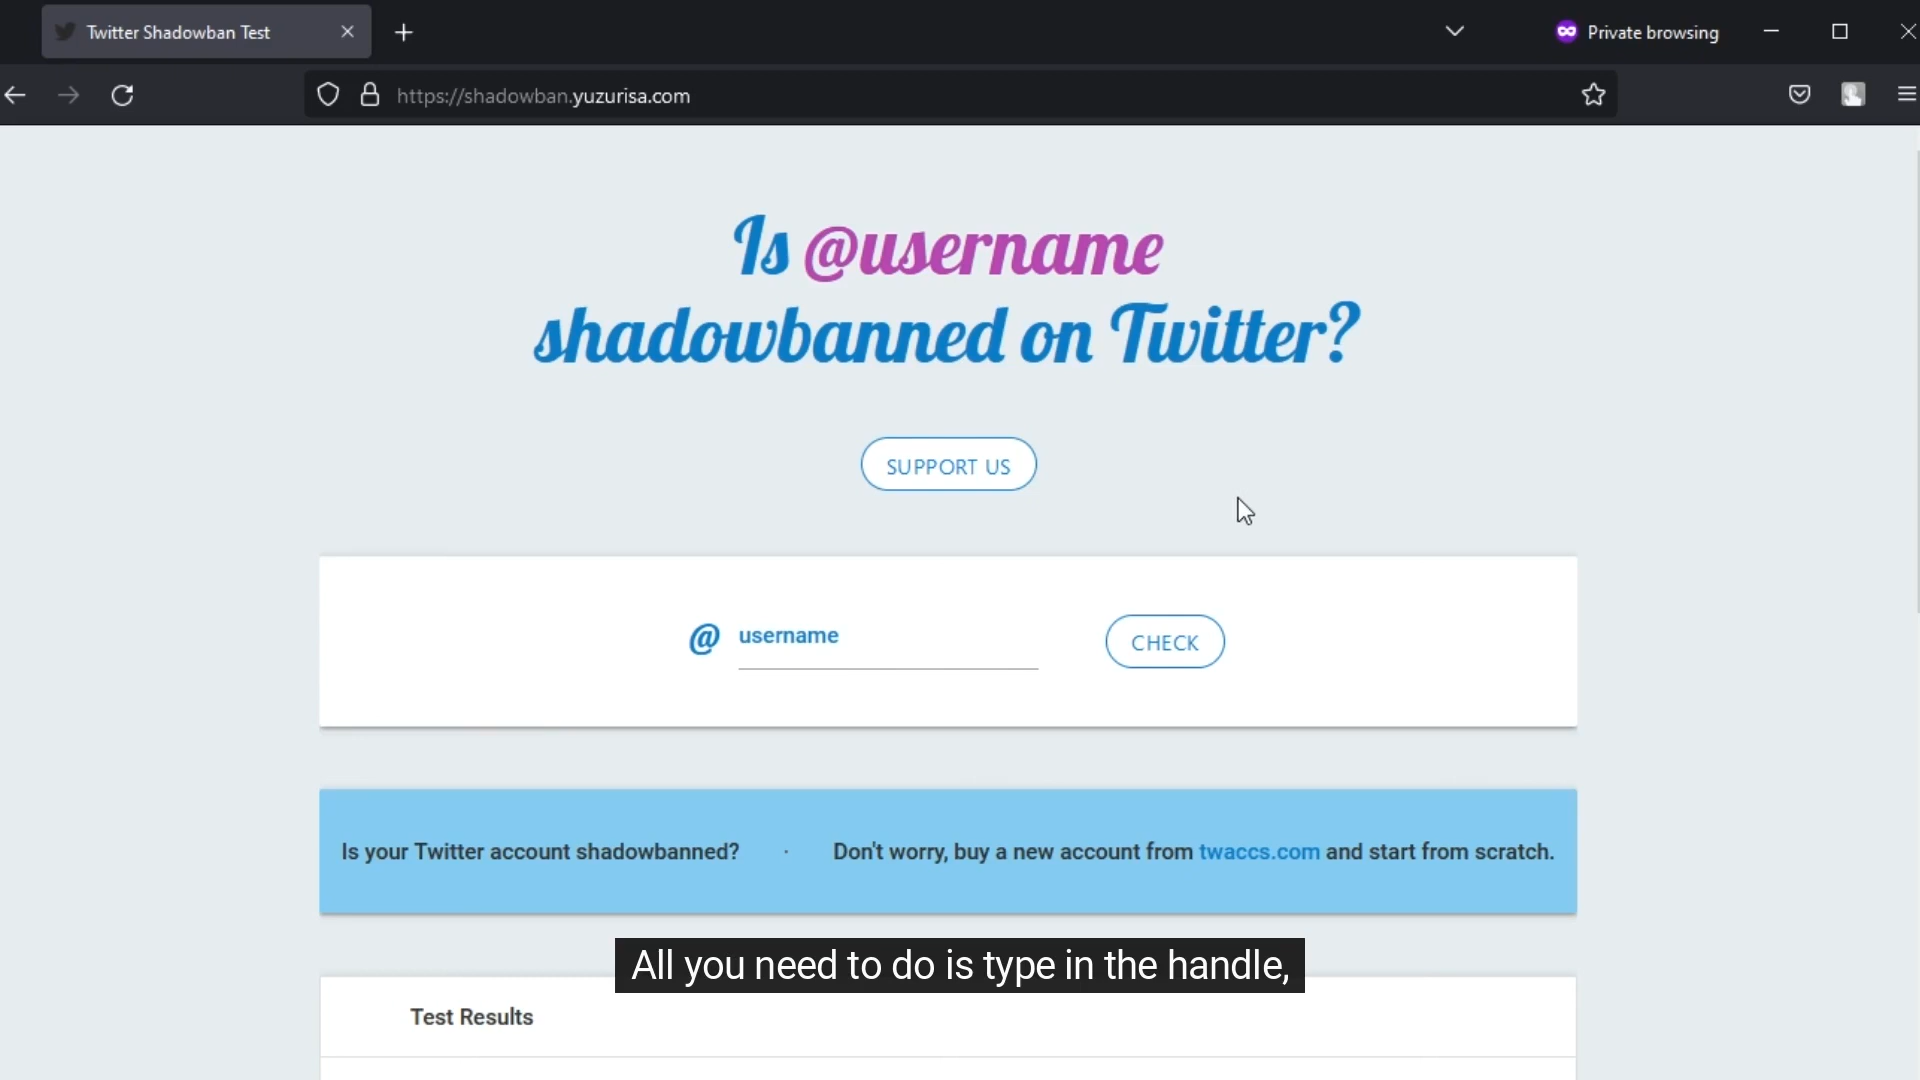 Twitter Shadowban Test
Private browsing
https://shadowban.yuzurisa.com
Is @username
shadowbanned on Twitter?
SUPPORT US
@ username
CHECK
Is your Twitter account shadowbanned? · Don't worry, buy a new account from twaccs.com and start from scratch.
All you need to do is type in the handle,
Test Results